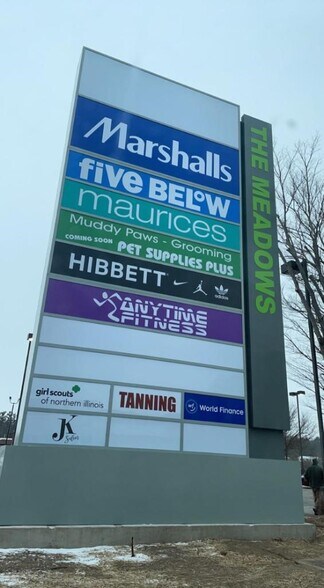 Marshalls
five BELOW
maurices
Muddy Paws - Grooming
COMING SOON PET SUPPLIES PLUS
HIBBETT
ANYTIME
FITNESS
girl scouts
of northern illinois
TANNING
World Finance
JK
THE MEADOWS